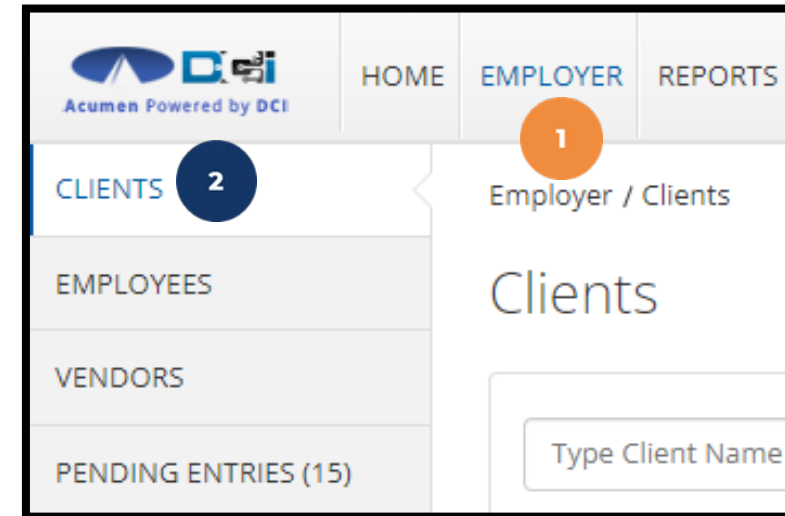 DCi
Acumen Powered by DCI
HOME
EMPLOYER
REPORTS
1
CLIENTS
2
Employer / Clients
EMPLOYEES
Clients
VENDORS
Type Client Name
PENDING ENTRIES (15)